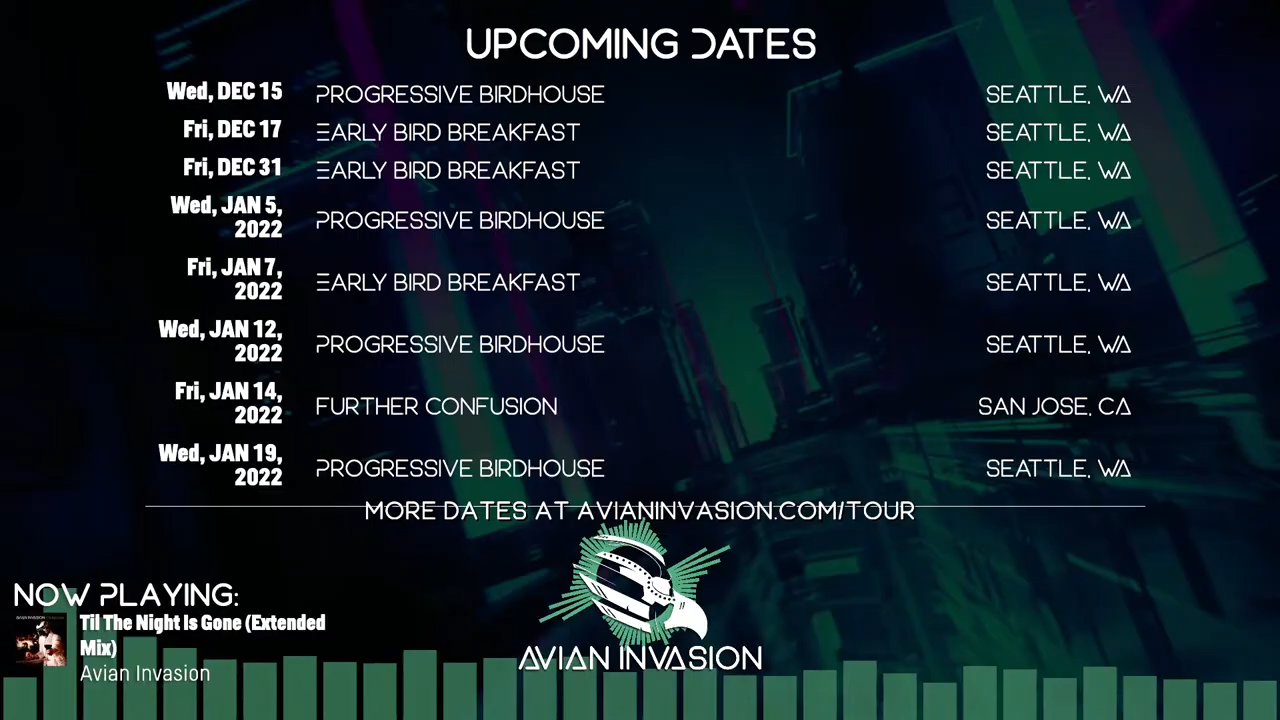 UPCOMING DATES
Wed, DEC 15 PROGRESSIVE BIRDHOUSE SEATTLE, WA
Fri, DEC 17 EARLY BIRD BREAKFAST SEATTLE, WA
Fri, DEC 31 EARLY BIRD BREAKFAST SEATTLE, WA
Wed, JAN 5,
2022 PROGRESSIVE BIRDHOUSE SEATTLE, WA
Fri, JAN 7,
2022 EARLY BIRD BREAKFAST SEATTLE, WA
Wed, JAN 12,
2022 PROGRESSIVE BIRDHOUSE SEATTLE, WA
Fri, JAN 14,
2022 FURTHER CONFUSION SAN JOSE, CA
Wed, JAN 19,
2022 PROGRESSIVE BIRDHOUSE SEATTLE, WA
MORE DATES AT AVIANINVASION.COM/TOUR
NOW PLAYING:
Til The Night Is Gone (Extended
Mix)
Avian Invasion
AVIAN INVASION